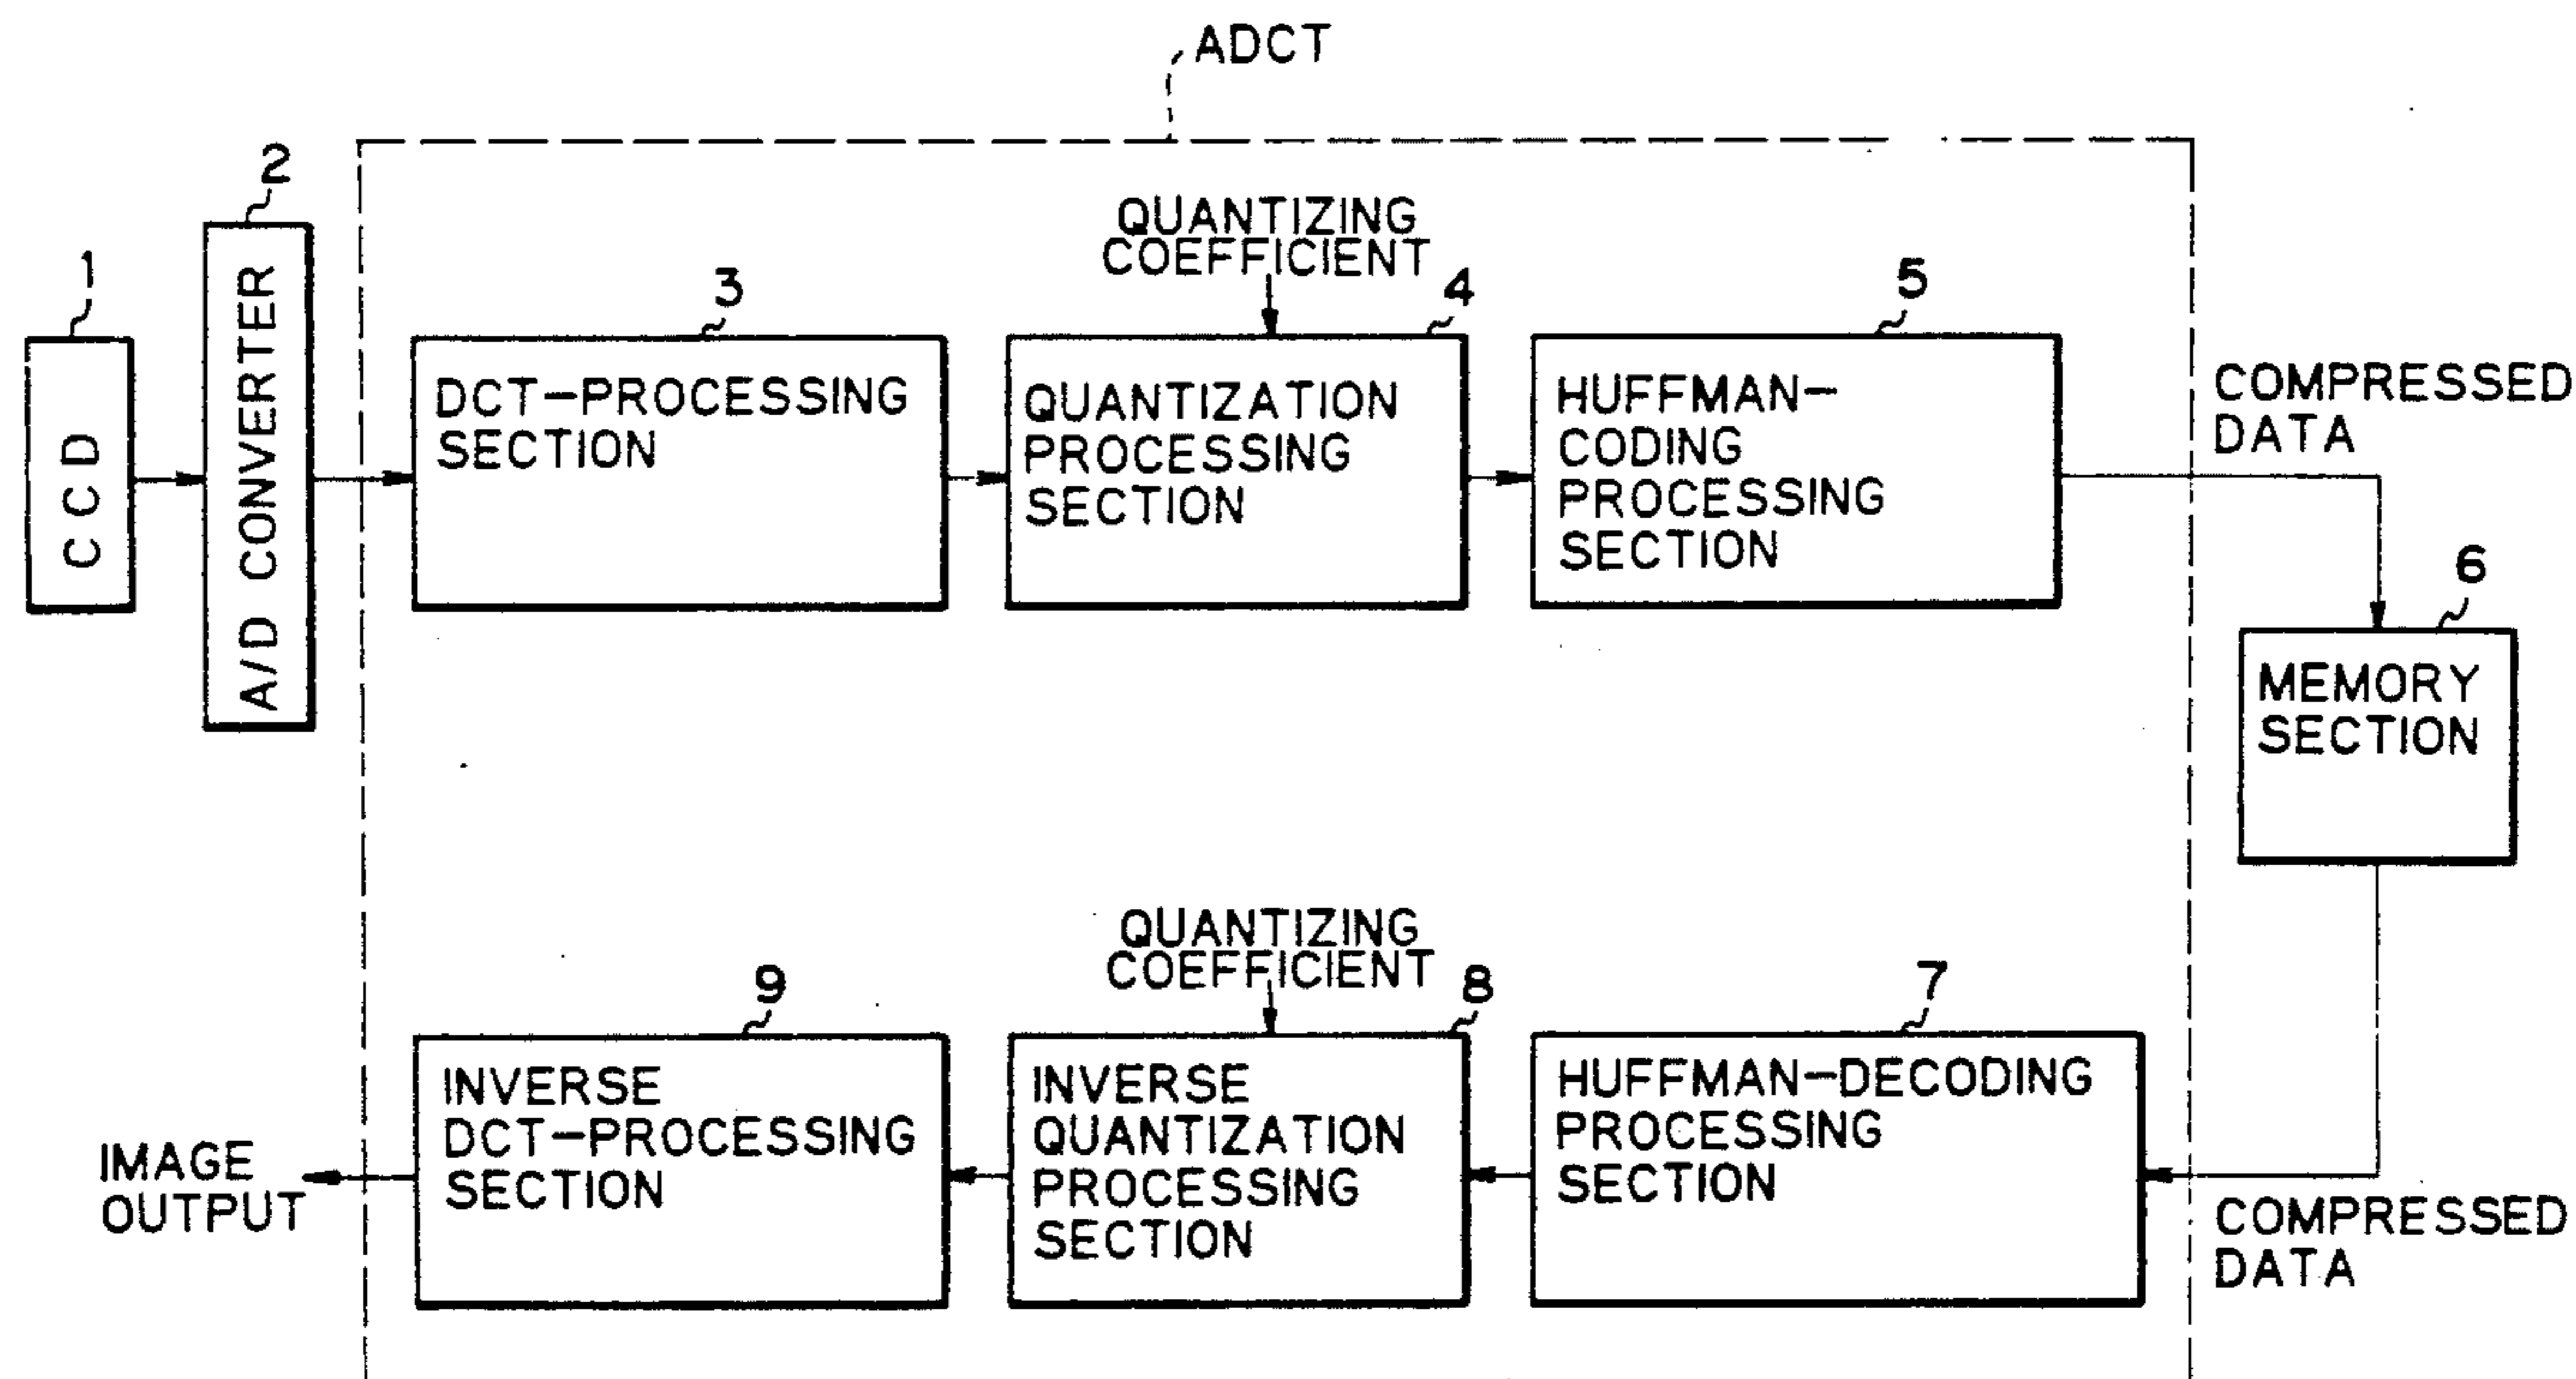 ADCT
1
CCD
2
A/D CONVERTER
3
DCT-PROCESSING
SECTION
QUANTIZING
COEFFICIENT
4
QUANTIZATION
PROCESSING
SECTION
5
HUFFMAN-
CODING
PROCESSING
SECTION
COMPRESSED
DATA
6
MEMORY
SECTION
COMPRESSED
DATA
7
HUFFMAN-DECODING
PROCESSING
SECTION
QUANTIZING
COEFFICIENT
8
INVERSE
QUANTIZATION
PROCESSING
SECTION
9
INVERSE
DCT-PROCESSING
SECTION
IMAGE
OUTPUT